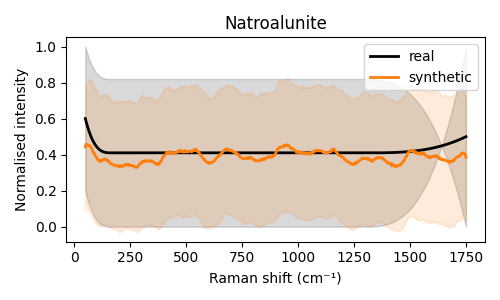 Natroalunite
real
synthetic
Normalised intensity
1.0
0.8
0.6
0.4
0.2
0.0
0 250 500 750 1000 1250 1500 1750
Raman shift (cm⁻¹)